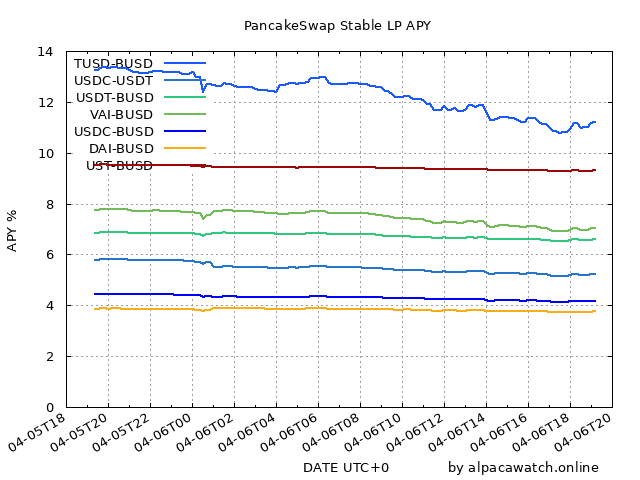 PancakeSwap Stable LP APY
14
12
10
8
6
4
2
0
APY %
TUSD-BUSD
USDC-USDT
USDT-BUSD
VAI-BUSD
USDC-BUSD
DAI-BUSD
UST-BUSD
04-05T18
04-05T20
04-05T22
04-06T00
04-06T02
04-06T04
04-06T06
04-06T08
04-06T10
04-06T12
04-06T14
04-06T16
04-06T18
04-06T20
DATE UTC+0
by alpacawatch.online